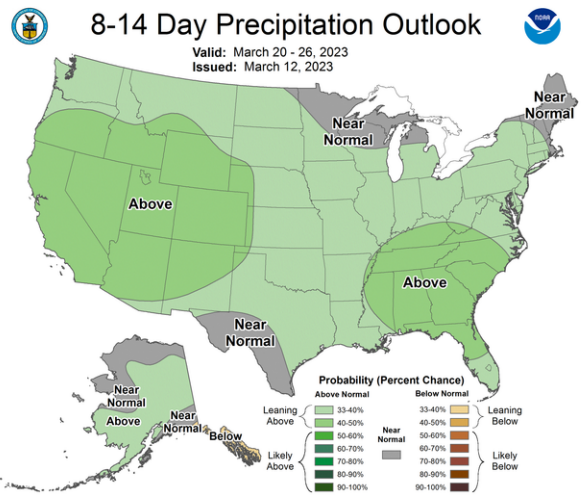 8-14 Day Precipitation Outlook
NOAA
Valid: March 20 - 26, 2023
Issued: March 12, 2023
Near
Normal
Near
Normal
Above
Above
Near
Normal
Near
Normal
Above
Near
Normal
Below
Probability (Percent Chance)
Above Normal
Below Normal
Leaning
Above
33-40%
40-50%
Likely
Above
50-60%
60-70%
70-80%
80-90%
90-100%
Near
Normal
33-40%
40-50%
Leaning
Below
50-60%
60-70%
70-80%
80-90%
90-100%
Likely
Below